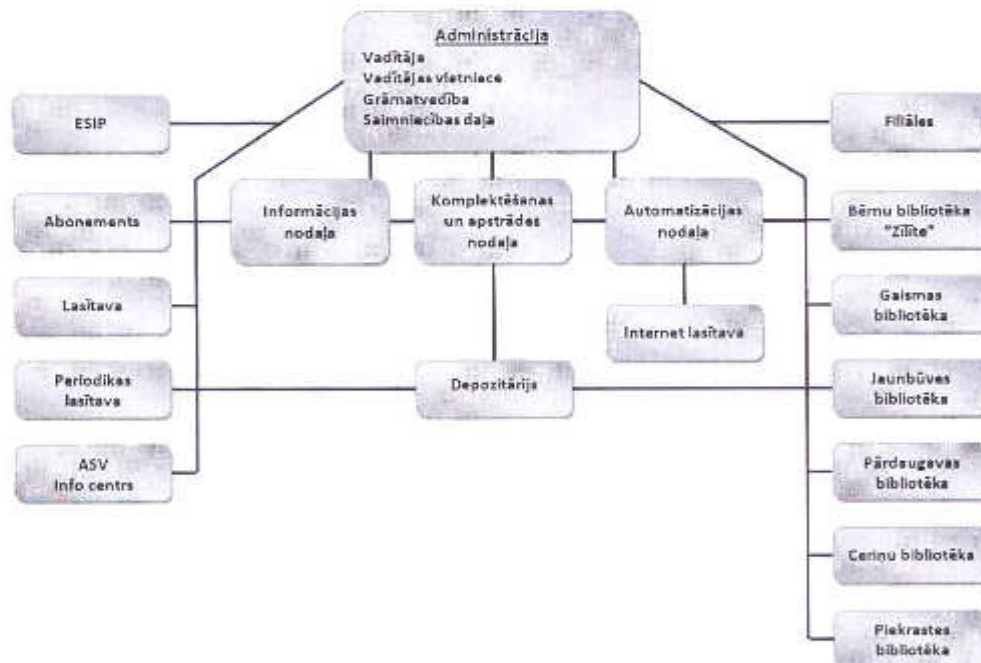 Administrācija
Vadītāja
Vadītājas vietniece
Grāmatvedība
Saimniecības daļa
ESIP
Filiāles
Abonements
Informācijas
nodaļa
Komplektēšanas
un apstrādes
nodaļa
Automatizācijas
nodaļa
Bērnu bibliotēka
"Zīlīte"
Lasītava
Internet lasītava
Gaismas
bibliotēka
Periodikas
lasītava
Depozitārijs
Jaunbūves
bibliotēka
ASV
Info centrs
Pārdaugavas
bibliotēka
Ceriņu bibliotēka
Piekrastes
bibliotēka